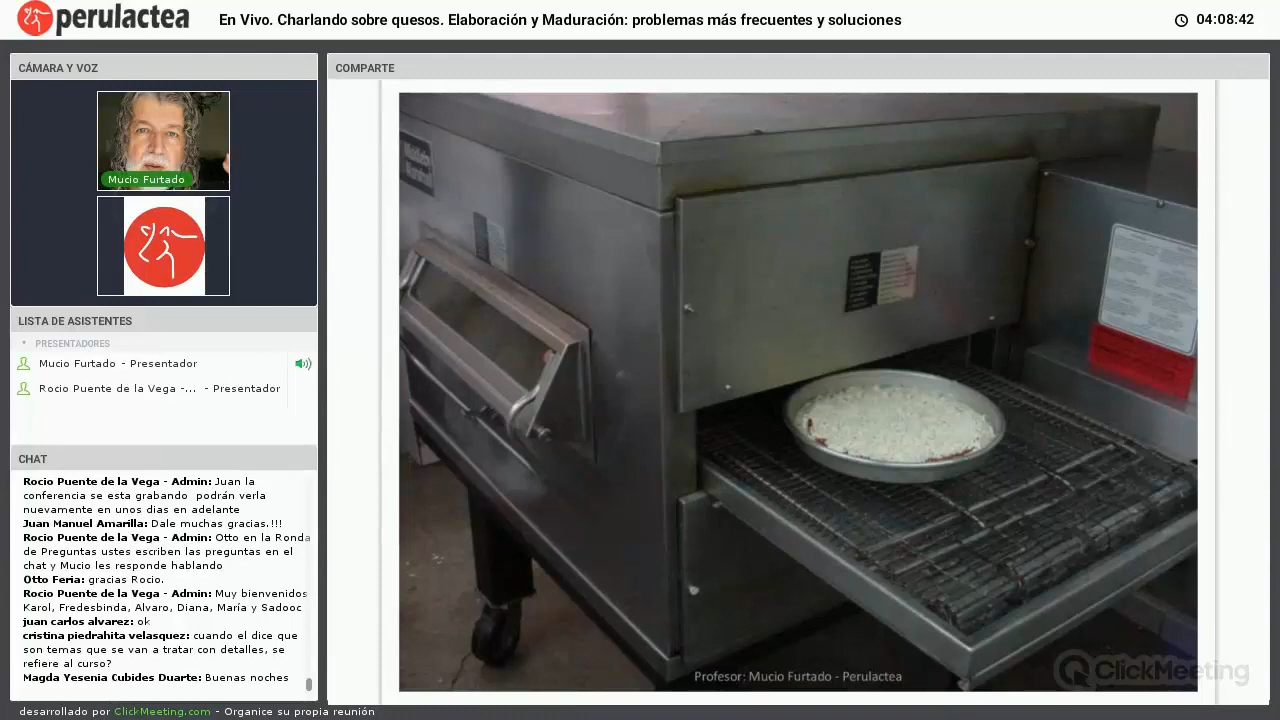 perulactea
En Vivo. Charlando sobre quesos. Elaboración y Maduración: problemas más frecuentes y soluciones
04:08:42
CÁMARA Y VOZ
Mucio Furtado
LISTA DE ASISTENTES
PRESENTADORES
Mucio Furtado - Presentador
Rocio Puente de la Vega -... - Presentador
CHAT
Rocio Puente de la Vega - Admin: Juan la
conferencia se esta grabando podrán verla
nuevamente en unos dias en adelante
Juan Manuel Amarilla: Dale muchas gracias.!!!
Rocio Puente de la Vega - Admin: Otto en la Ronda
de Preguntas ustes escriben las preguntas en el
chat y Mucio les responde hablando
Otto Feria: gracias Rocio.
Rocio Puente de la Vega - Admin: Muy bienvenidos
Karol, Fredesbinda, Alvaro, Diana, María y Sadooc
juan carlos alvarez: ok
cristina piedrahita velasquez: cuando el dice que
son temas que se van a tratar con detalles, se
refiere al curso?
Magda Yesenia Cubides Duarte: Buenas noches
COMPARTE
Profesor: Mucio Furtado - Perulactea
ClickMeeting
desarrollado por ClickMeeting.com - Organice su propia reunión